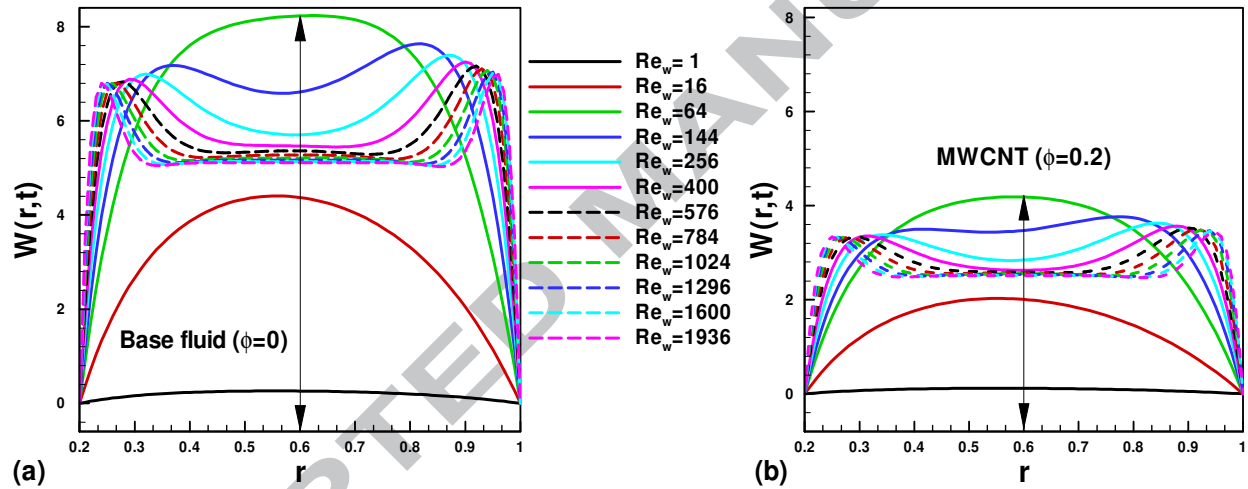 8
6
4
2
0
W(r,t)
Base fluid (ϕ=0)
0.2 0.3 0.4 0.5 0.6 0.7 0.8 0.9 1
r
(a)
Re_w= 1
Re_w=16
Re_w=64
Re_w=144
Re_w=256
Re_w=400
Re_w=576
Re_w=784
Re_w=1024
Re_w=1296
Re_w=1600
Re_w=1936
8
6
4
2
0
W(r,t)
MWCNT (ϕ=0.2)
0.2 0.3 0.4 0.5 0.6 0.7 0.8 0.9 1
r
(b)
TED MANU